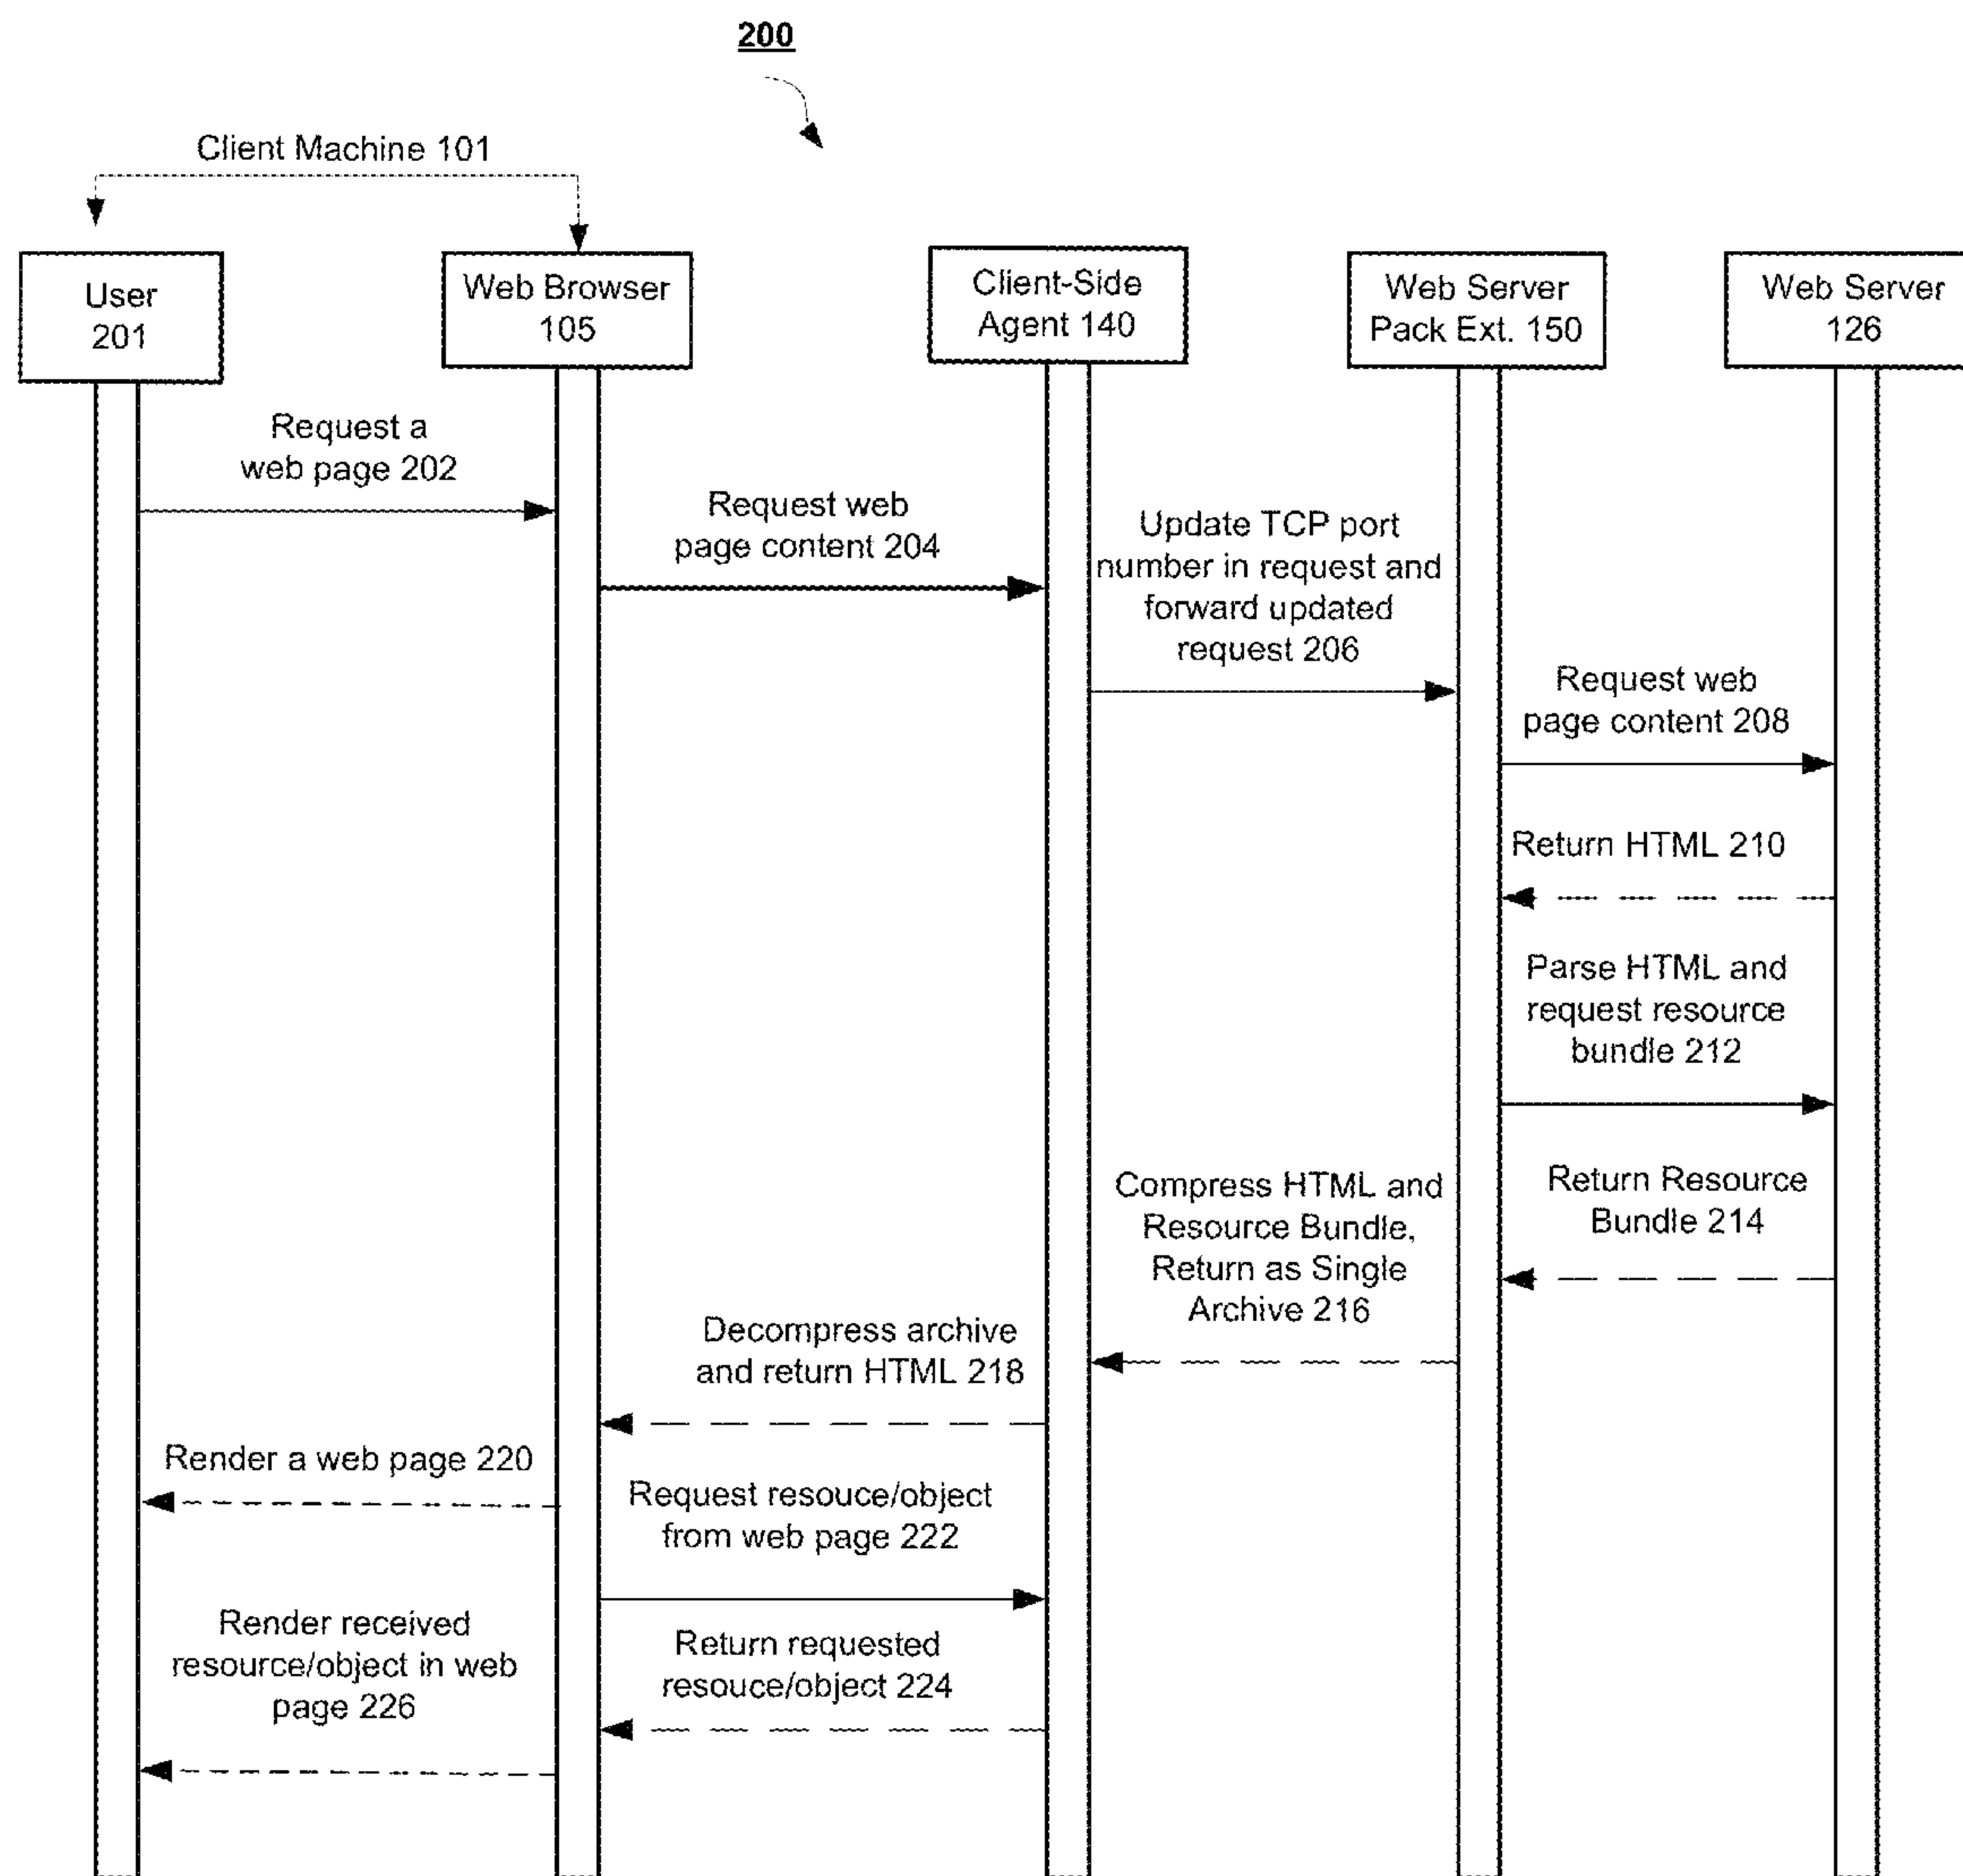 200
Client Machine 101
User
201
Web Browser
105
Client-Side
Agent 140
Web Server
Pack Ext. 150
Web Server
126
Request a
web page 202
Request web
page content 204
Update TCP port
number in request and
forward updated
request 206
Request web
page content 208
Return HTML 210
Parse HTML and
request resource
bundle 212
Return Resource
Bundle 214
Compress HTML and
Resource Bundle,
Return as Single
Archive 216
Decompress archive
and return HTML 218
Render a web page 220
Request resouce/object
from web page 222
Return requested
resouce/object 224
Render received
resource/object in web
page 226